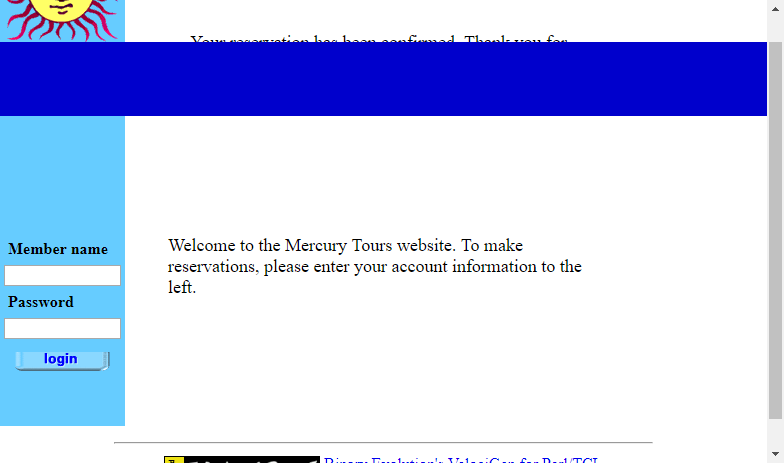 Your reservation has been confirmed. Thank you for
Member name
Password
login
Welcome to the Mercury Tours website. To make
reservations, please enter your account information to the
left.
Binary Evolution's VelociGen for Perl/TCL